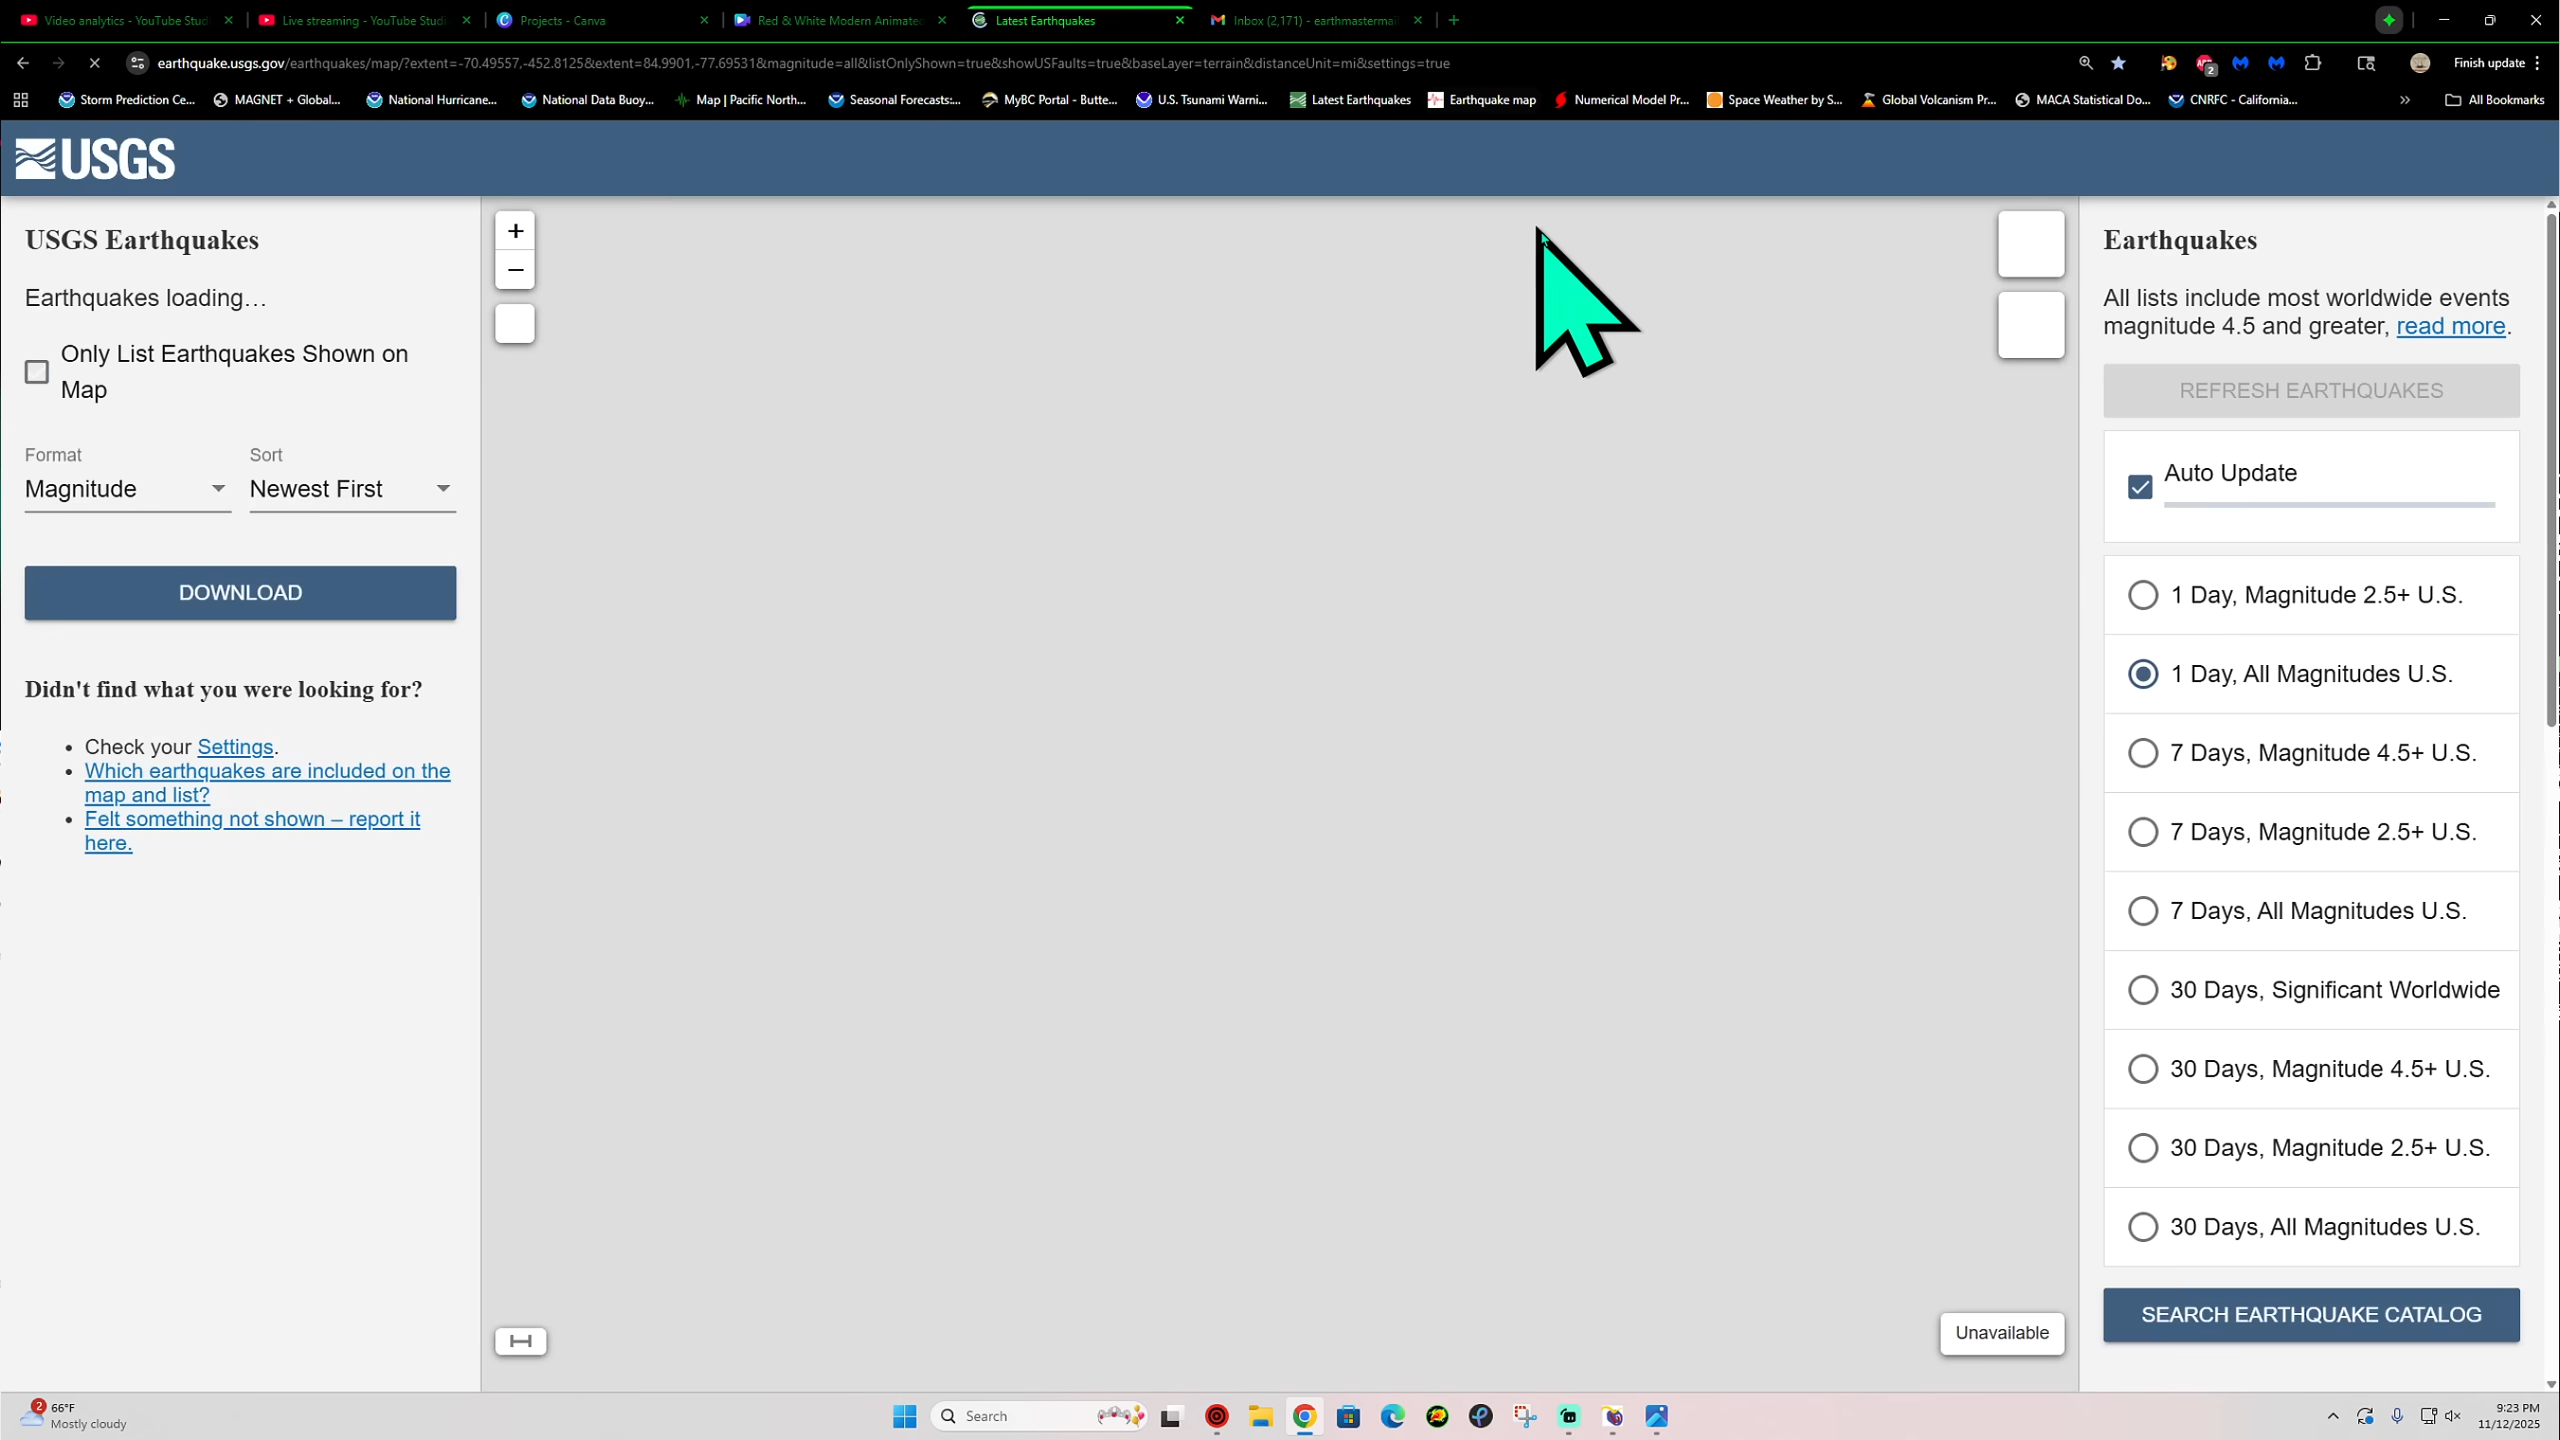 Video analytics - YouTube Studi
Live streaming - YouTube Studi
Projects - Canva
Red & White Modern Animated
Latest Earthquakes
Inbox (2,171) - earthmastermai
earthquake.usgs.gov/earthquakes/map/?extent=-70.49557,-452.8125&extent=84.9901,-77.69531&magnitude=all&listOnlyShown=true&showUSFaults=true&baseLayer=terrain&distanceUnit=mi&settings=true
2
Finish update
Storm Prediction Ce...
MAGNET + Global...
National Hurricane...
National Data Buoy...
Map | Pacific North...
Seasonal Forecasts:...
MyBC Portal - Butte...
U.S. Tsunami Warni...
Latest Earthquakes
Earthquake map
Numerical Model Pr...
Space Weather by S...
Global Volcanism Pr...
MACA Statistical Do...
CNRFC - California...
All Bookmarks
USGS
USGS Earthquakes
Earthquakes loading…
Only List Earthquakes Shown on
Map
Format
Sort
Magnitude
Newest First
DOWNLOAD
Didn't find what you were looking for?
• Check your Settings.
• Which earthquakes are included on the
map and list?
• Felt something not shown – report it
here.
+
−
Unavailable
Earthquakes
All lists include most worldwide events
magnitude 4.5 and greater, read more.
REFRESH EARTHQUAKES
Auto Update
1 Day, Magnitude 2.5+ U.S.
1 Day, All Magnitudes U.S.
7 Days, Magnitude 4.5+ U.S.
7 Days, Magnitude 2.5+ U.S.
7 Days, All Magnitudes U.S.
30 Days, Significant Worldwide
30 Days, Magnitude 4.5+ U.S.
30 Days, Magnitude 2.5+ U.S.
30 Days, All Magnitudes U.S.
SEARCH EARTHQUAKE CATALOG
2
66°F
Mostly cloudy
Search
9:23 PM
11/12/2025